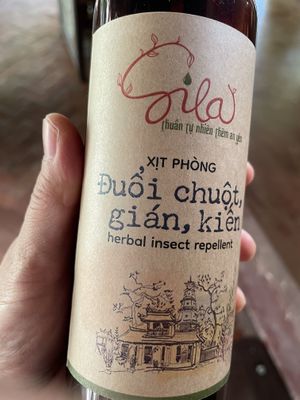 Sila
thuần tự nhiên thêm an yên
XỊT PHÒNG
Đuổi chuột,
gián, kiến
herbal insect repellent